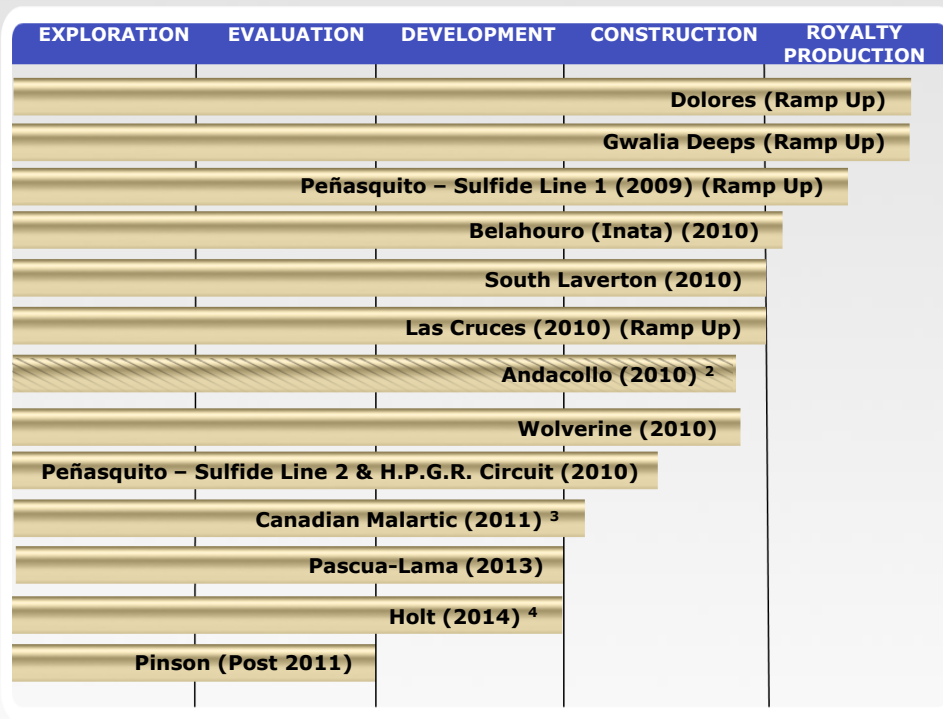 EXPLORATION EVALUATION DEVELOPMENT CONSTRUCTION ROYALTY PRODUCTION
Dolores (Ramp Up)
Gwalia Deeps (Ramp Up)
Peñasquito – Sulfide Line 1 (2009) (Ramp Up)
Belahouro (Inata) (2010)
South Laverton (2010)
Las Cruces (2010) (Ramp Up)
Andacollo (2010) ²
Wolverine (2010)
Peñasquito – Sulfide Line 2 & H.P.G.R. Circuit (2010)
Canadian Malartic (2011) ³
Pascua-Lama (2013)
Holt (2014) ⁴
Pinson (Post 2011)